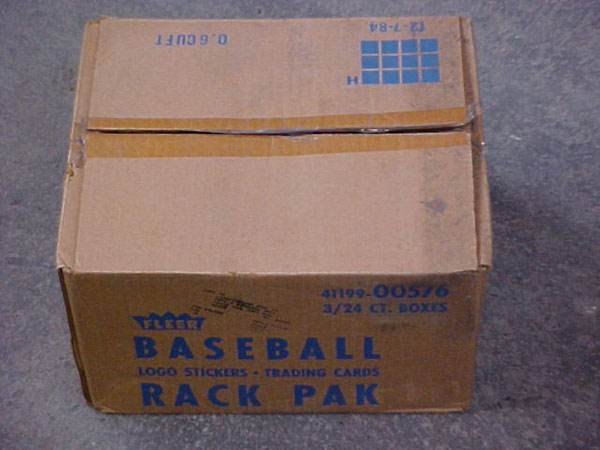 12-7-84
0.6CUFT
H
41199-00576
3/24 CT. BOXES
FLEER
BASEBALL
LOGO STICKERS • TRADING CARDS
RACK PAK